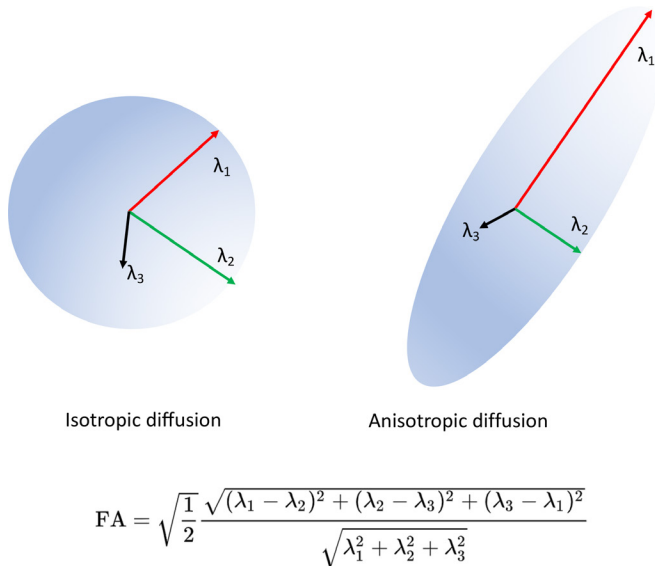 λ1
λ2
λ3
λ1
λ2
λ3
Isotropic diffusion
Anisotropic diffusion
FA = √(1/2) √((λ₁ − λ₂)² + (λ₂ − λ₃)² + (λ₃ − λ₁)²) / √(λ₁² + λ₂² + λ₃²)